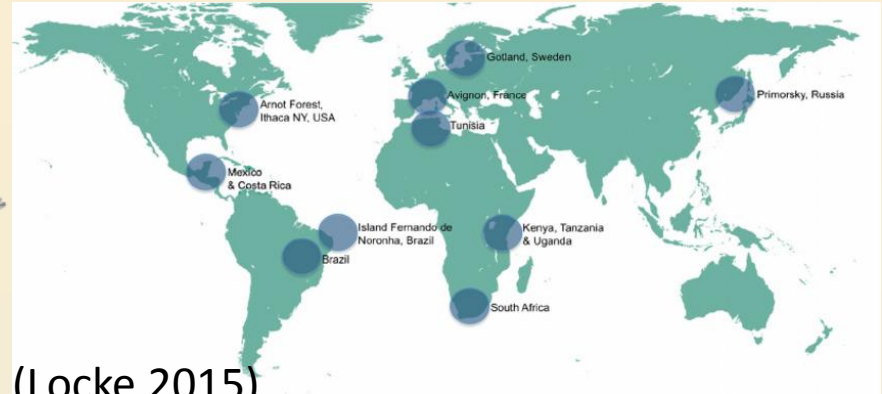 Gotland, Sweden
Avignon, France
Primorsky, Russia
Arnot Forest,
Ithaca NY, USA
Tunisia
Mexico
& Costa Rica
Island Fernando de
Noronha, Brazil
Kenya, Tanzania
& Uganda
Brazil
South Africa
(Locke 2015)